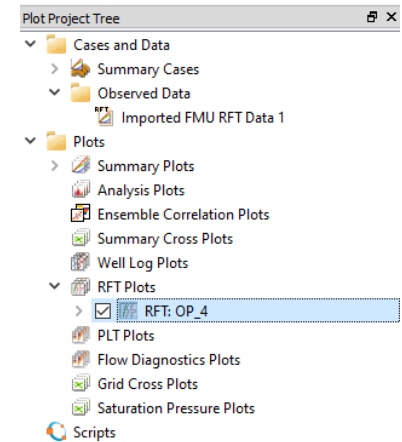 Plot Project Tree
Cases and Data
Summary Cases
Observed Data
RFT
Imported FMU RFT Data 1
Plots
Summary Plots
Analysis Plots
Ensemble Correlation Plots
Summary Cross Plots
Well Log Plots
RFT Plots
RFT: OP_4
PLT Plots
Flow Diagnostics Plots
Grid Cross Plots
Saturation Pressure Plots
Scripts